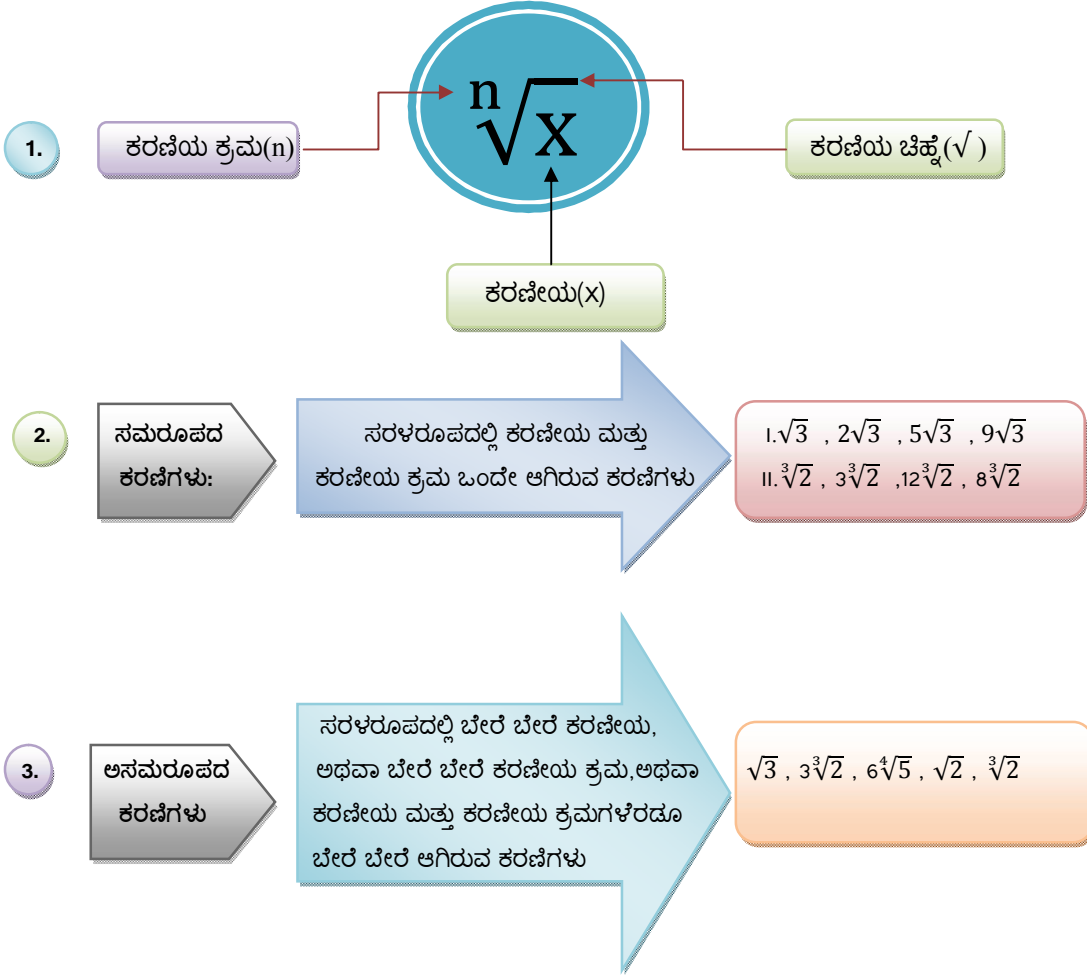 ⁿ√x
1.
ಕರಣಿಯ ಕ್ರಮ(n)
ಕರಣಿಯ ಚಿಹ್ನೆ(√ )
ಕರಣೀಯ(x)
2.
ಸಮರೂಪದ
ಕರಣಿಗಳು:
ಸರಳರೂಪದಲ್ಲಿ ಕರಣೀಯ ಮತ್ತು
ಕರಣೀಯ ಕ್ರಮ ಒಂದೇ ಆಗಿರುವ ಕರಣಿಗಳು
I.√3 , 2√3 , 5√3 , 9√3
II.∛2 , 3∛2 ,12∛2 , 8∛2
3.
ಅಸಮರೂಪದ
ಕರಣಿಗಳು
ಸರಳರೂಪದಲ್ಲಿ ಬೇರೆ ಬೇರೆ ಕರಣೀಯ,
ಅಥವಾ ಬೇರೆ ಬೇರೆ ಕರಣೀಯ ಕ್ರಮ,ಅಥವಾ
ಕರಣೀಯ ಮತ್ತು ಕರಣೀಯ ಕ್ರಮಗಳೆರಡೂ
ಬೇರೆ ಬೇರೆ ಆಗಿರುವ ಕರಣಿಗಳು
√3 , 3∛2 , 6∜5 , √2 , ∛2